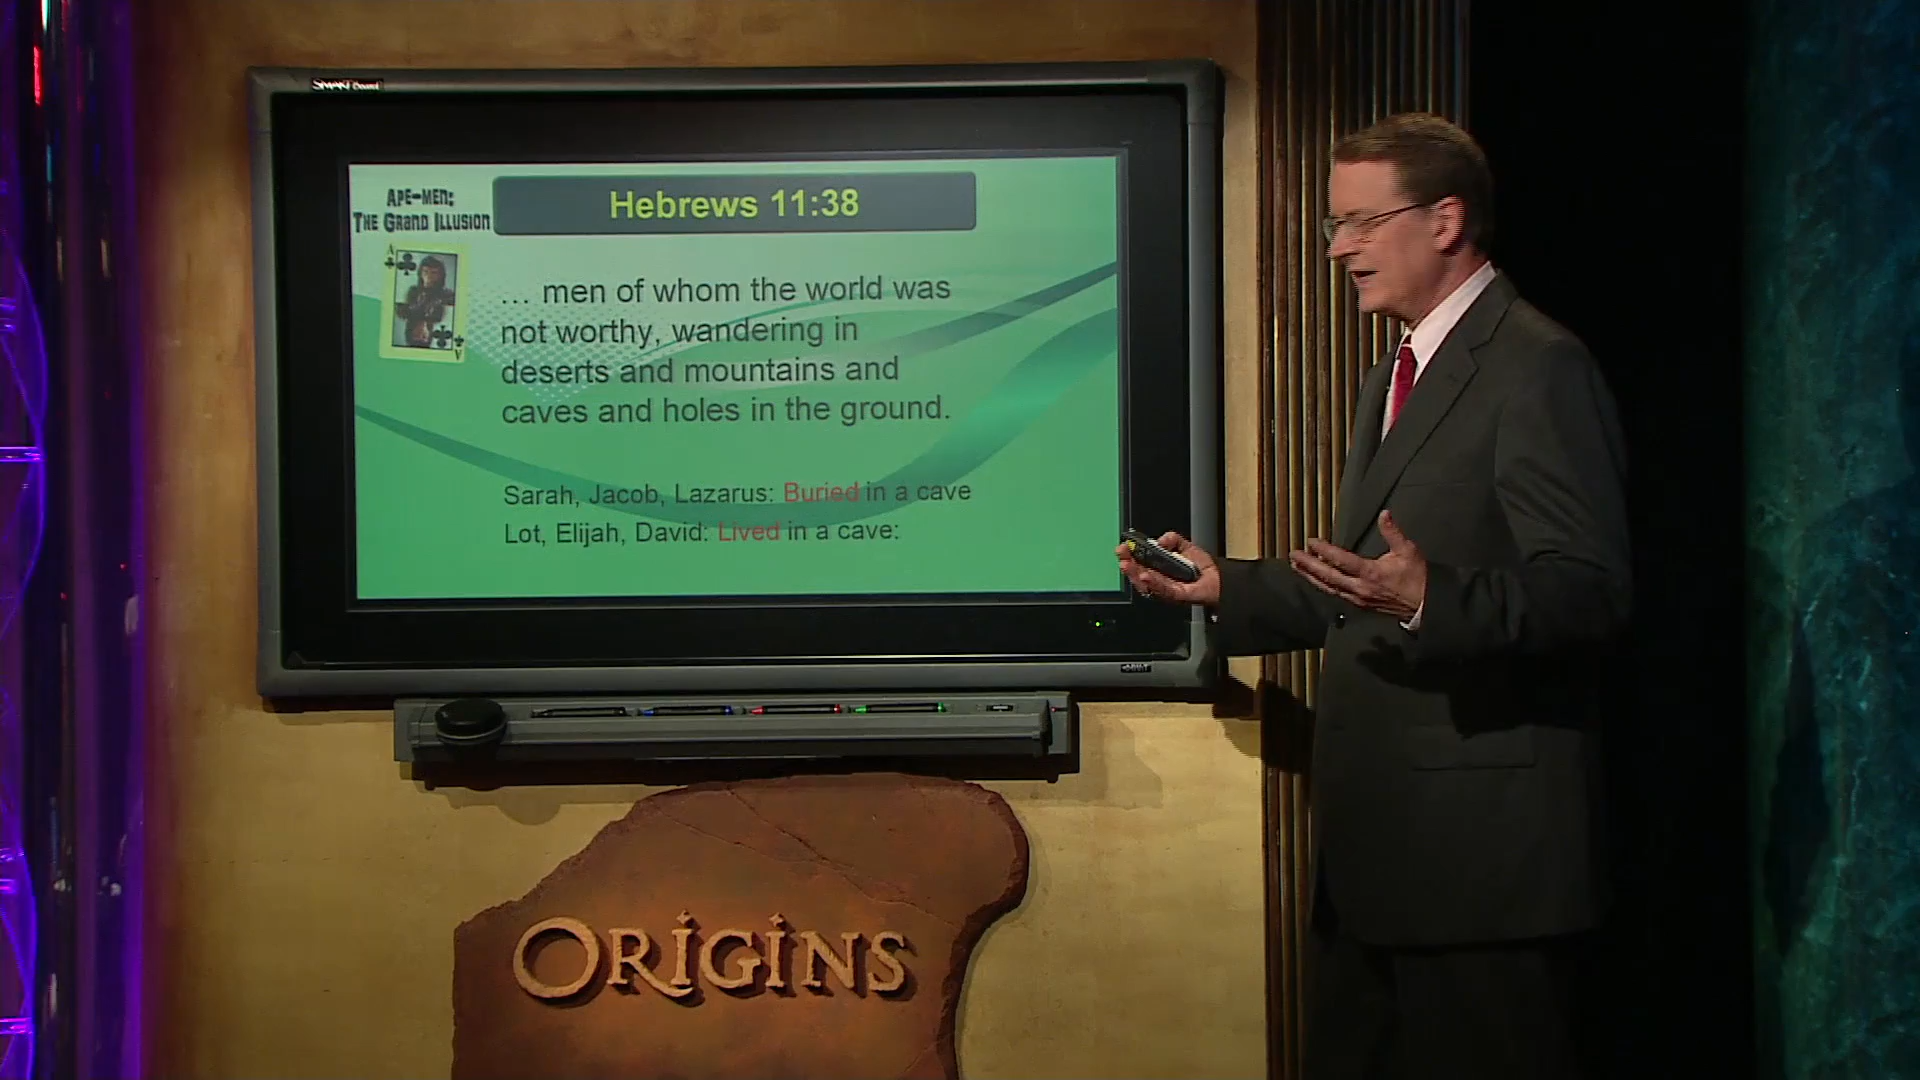 SMART Board
APE-MEN:
THE GRAND ILLUSION
Hebrews 11:38
A
... men of whom the world was
not worthy, wandering in
deserts and mountains and
caves and holes in the ground.
A
Sarah, Jacob, Lazarus: Buried in a cave
Lot, Elijah, David: Lived in a cave:
ORIGINS